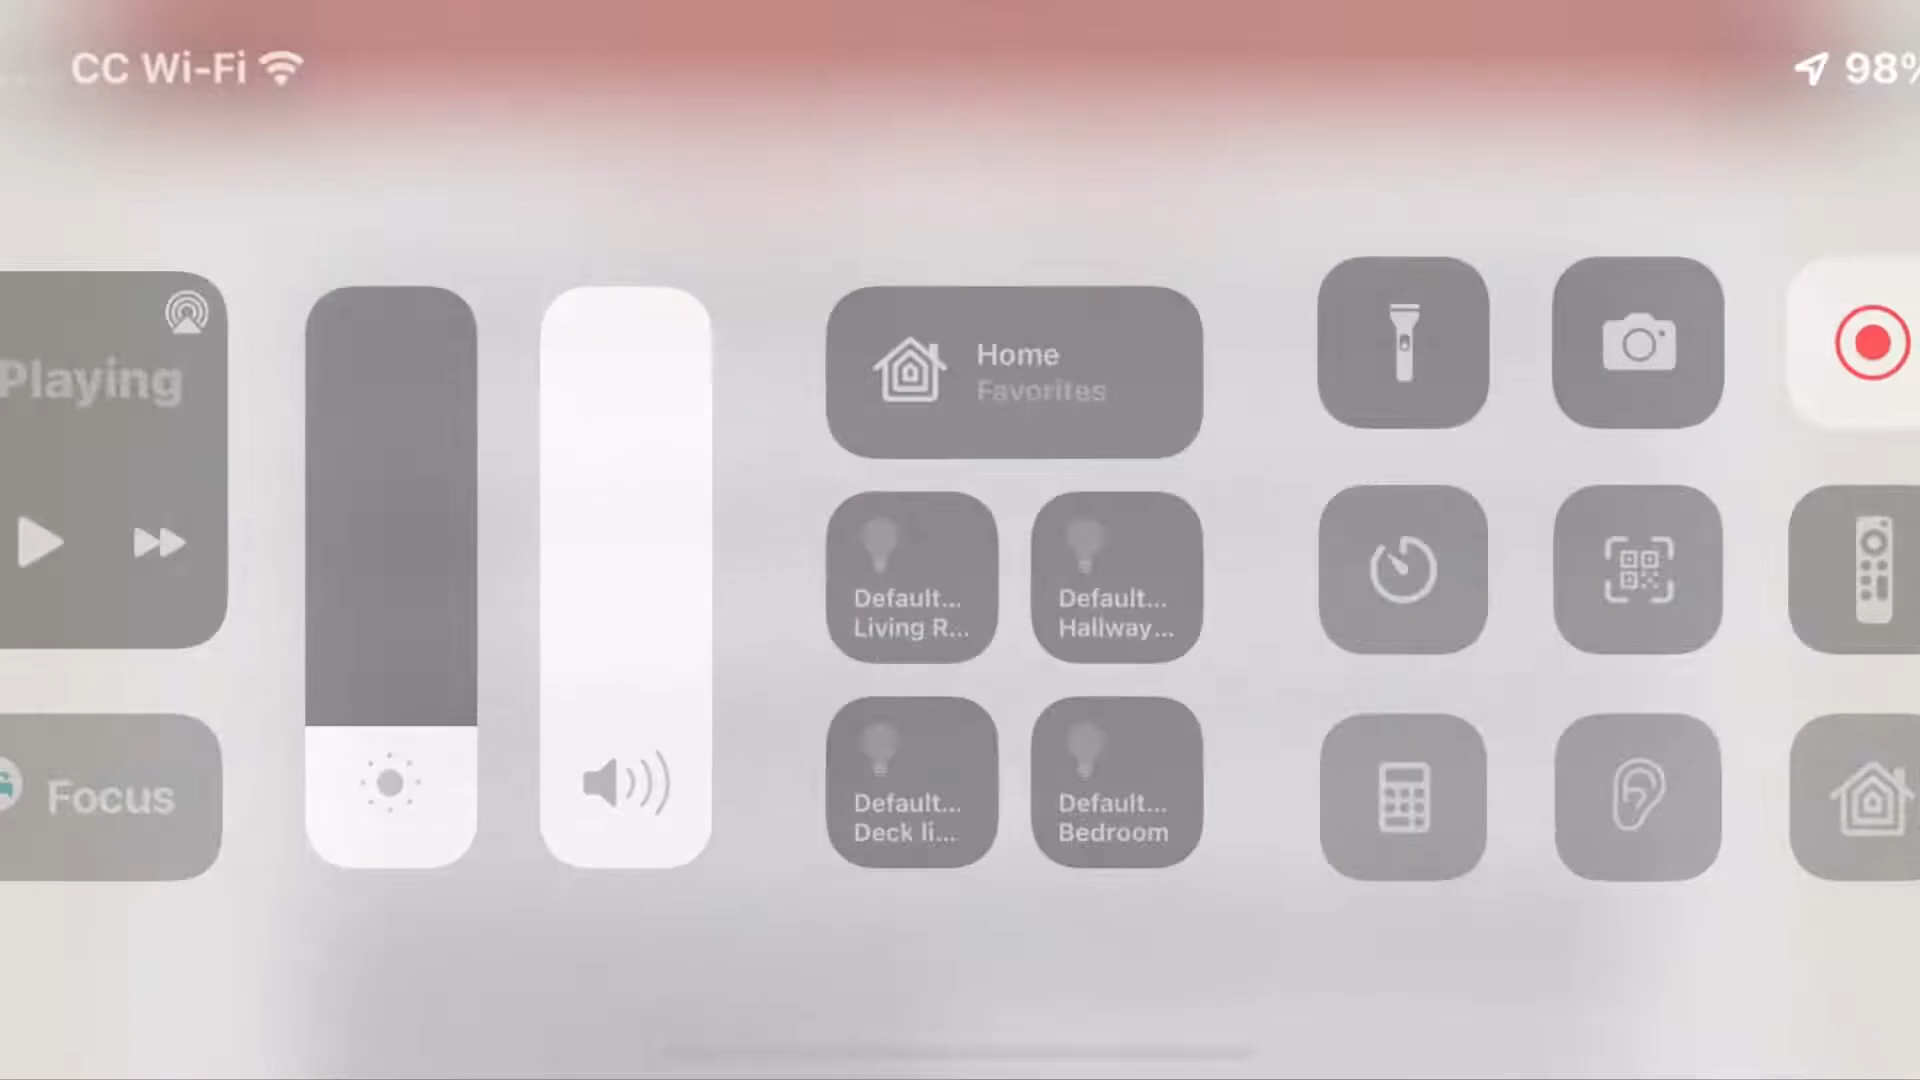 CC Wi-Fi
98%
Playing
Home
Favorites
Default...
Living R...
Default...
Hallway...
Focus
Default...
Deck li...
Default...
Bedroom